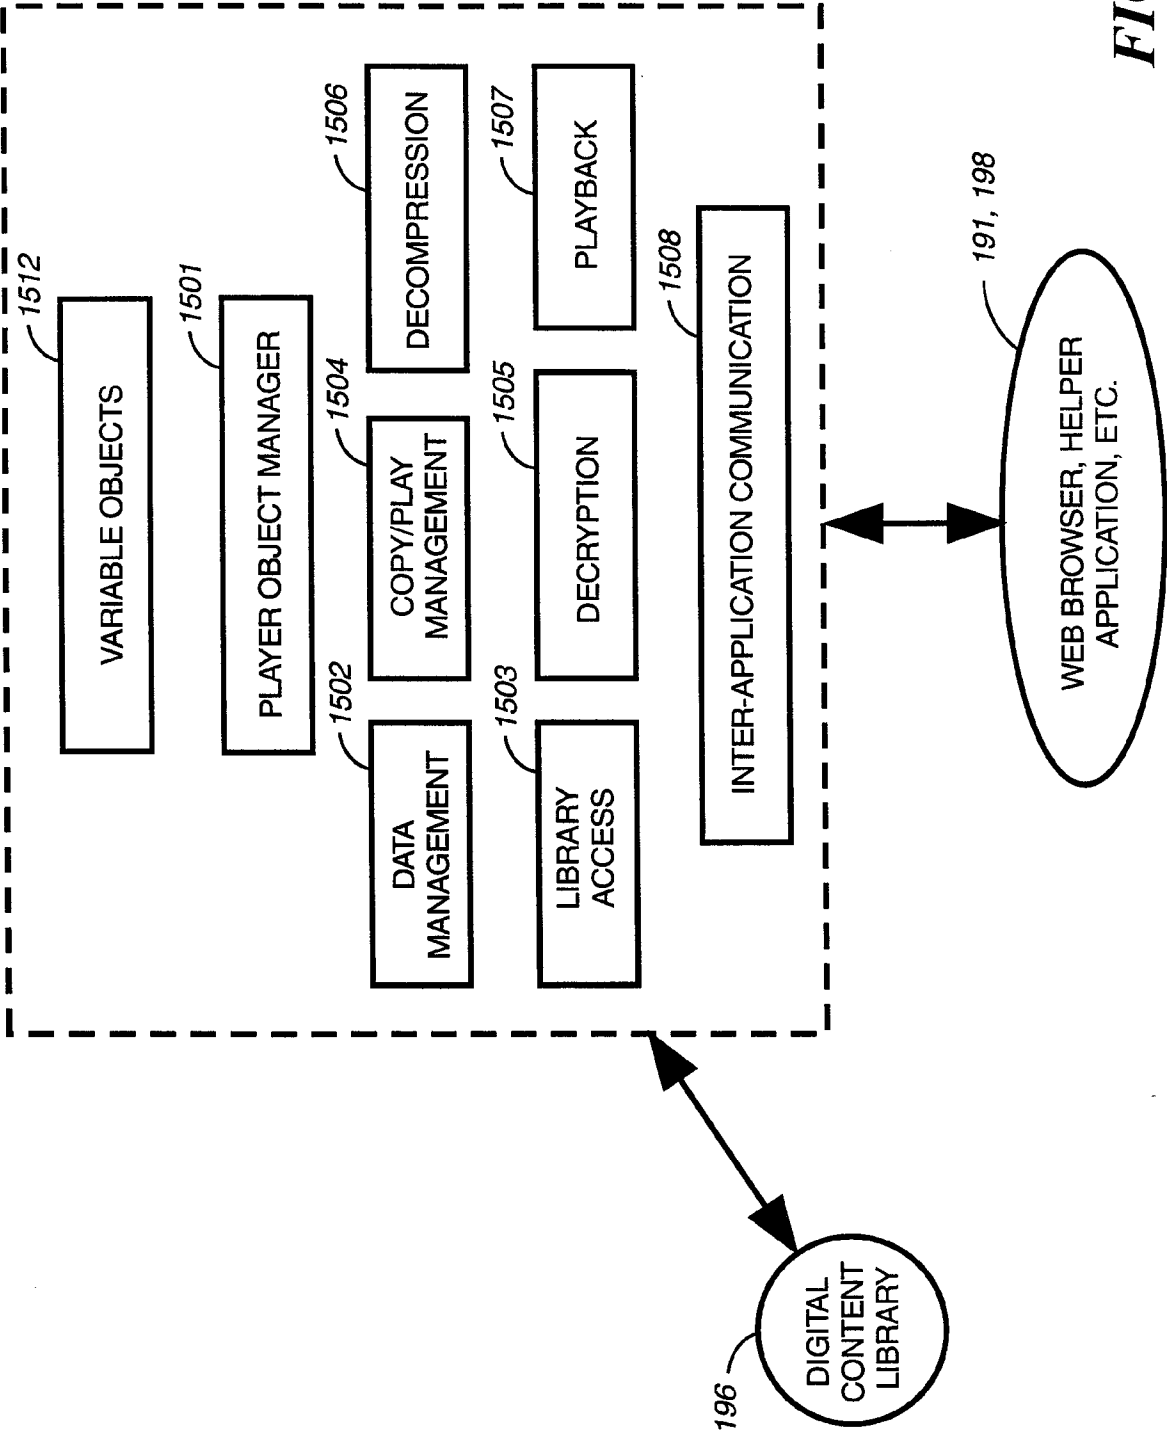 1512
VARIABLE OBJECTS
1501
PLAYER OBJECT MANAGER
1502
DATA
MANAGEMENT
1504
COPY/PLAY
MANAGEMENT
1506
DECOMPRESSION
1503
LIBRARY
ACCESS
1505
DECRYPTION
1507
PLAYBACK
1508
INTER-APPLICATION COMMUNICATION
196
DIGITAL
CONTENT
LIBRARY
191, 198
WEB BROWSER, HELPER
APPLICATION, ETC.